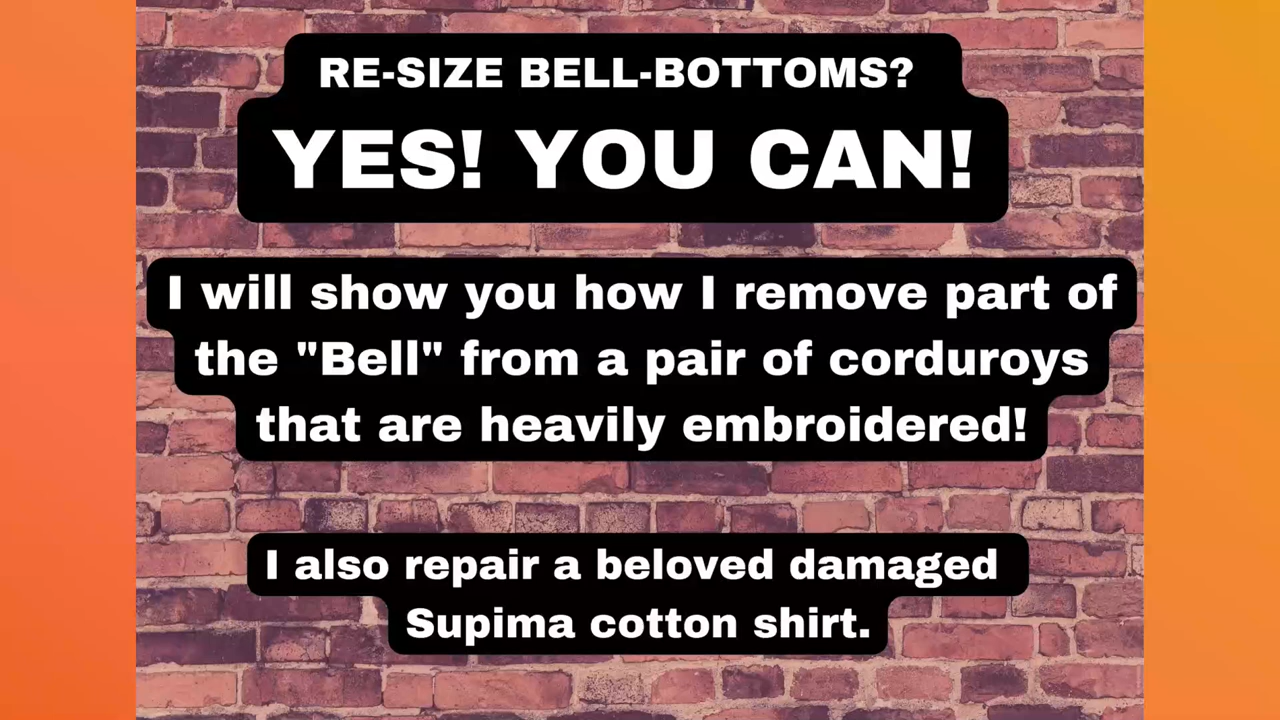 RE-SIZE BELL-BOTTOMS?
YES! YOU CAN!
I will show you how I remove part of
the "Bell" from a pair of corduroys
that are heavily embroidered!
I also repair a beloved damaged
Supima cotton shirt.